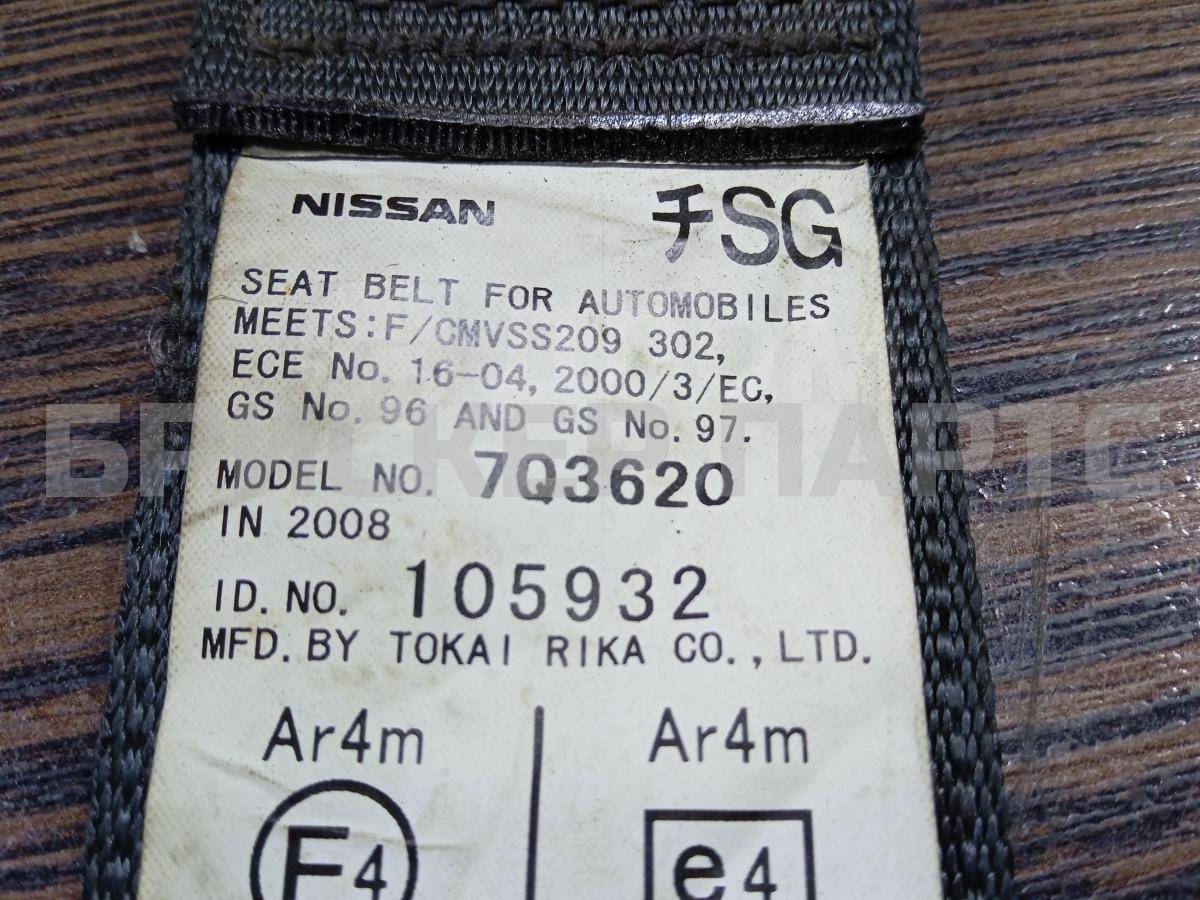 NISSAN チSG
SEAT BELT FOR AUTOMOBILES
MEETS:F/CMVSS209 302,
ECE No. 16-04, 2000/3/EC,
GS No. 96 AND GS No. 97.
БРЕКЕР ПАРТС
MODEL NO. 7Q3620
IN 2008
ID. NO. 105932
MFD. BY TOKAI RIKA CO., LTD.
Ar4m Ar4m
E4 e4